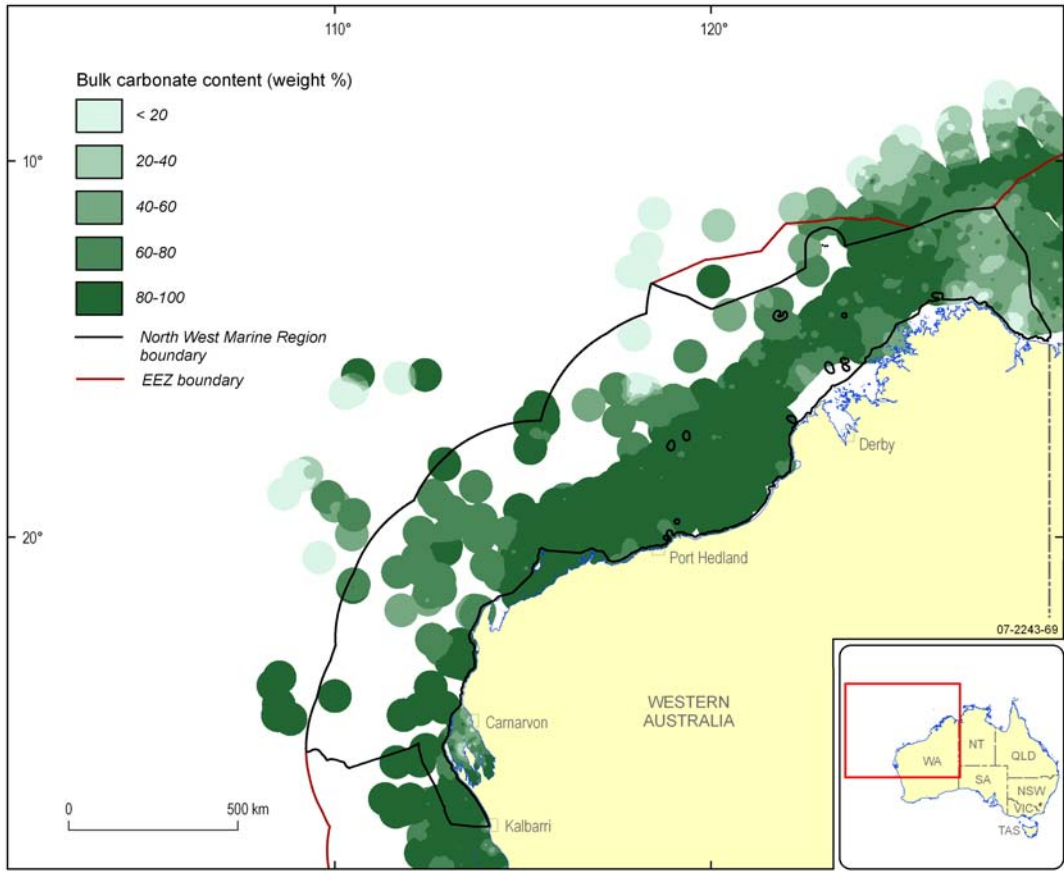 110°
120°
Bulk carbonate content (weight %)
< 20
20-40
40-60
60-80
80-100
North West Marine Region
boundary
EEZ boundary
10°
20°
Derby
Port Hedland
07-2243-69
WESTERN
AUSTRALIA
Carnarvon
Kalbarri
0
500 km
WA
NT
QLD
SA
NSW
VIC
TAS